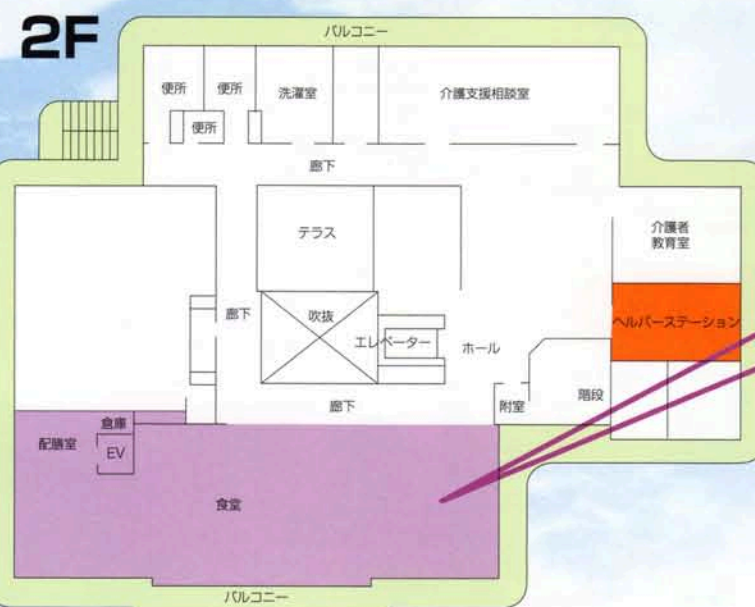 2F
バルコニー
便所
便所
洗濯室
介護支援相談室
便所
廊下
テラス
介護者
教育室
廊下
吹抜
エレベーター
ホール
ヘルパーステーション
廊下
附室
階段
倉庫
配膳室
EV
食堂
バルコニー